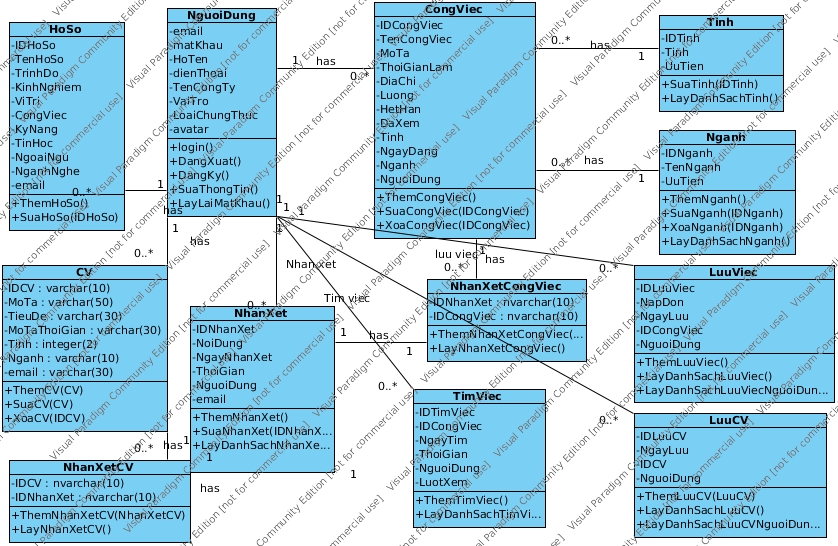 HoSo
-IDHoSo
-TenHoSo
-TrinhDo
-KinhNghiem
-ViTri
-CongViec
-KyNang
-TinHoc
-NgoaiNgu
-NganhNghe
-email
+ThemHoSo()
+SuaHoSo(IDHoSo)
NguoiDung
-email
-matKhau
-HoTen
-dienThoai
-TenCongTy
-VaiTro
-LoaiChungThuc
-avatar
+login()
+DangXuat()
+DangKy()
+SuaThongTin()
+LayLaiMatKhau()
CongViec
-IDCongViec
-TenCongViec
-MoTa
-ThoiGianLam
-DiaChi
-Luong
-HetHan
-DaXem
-Tinh
-NgayDang
-Nganh
-NguoiDung
+ThemCongViec()
+SuaCongViec(IDCongViec)
+XoaCongViec(IDCongViec)
Tinh
-IDTinh
-Tinh
-UuTien
+SuaTinh(IDTinh)
+LayDanhSachTinh()
Nganh
-IDNganh
-TenNganh
-UuTien
+ThemNganh()
+SuaNganh(IDNganh)
+XoaNganh(IDNganh)
+LayDanhSachNganh()
CV
-IDCV : varchar(10)
-MoTa : varchar(50)
-TieuDe : varchar(30)
-MoTaThoiGian : varchar(30)
-Tinh : integer(2)
-Nganh : varchar(10)
-email : varchar(30)
+ThemCV(CV)
+SuaCV(CV)
+XoaCV(IDCV)
NhanXet
-IDNhanXet
-NoiDung
-NgayNhanXet
-ThoiGian
-NguoiDung
-email
+ThemNhanXet()
+SuaNhanXet(IDNhanX...
+LayDanhSachNhanXe...
NhanXetCongViec
-IDNhanXet : nvarchar(10)
-IDCongViec : nvarchar(10)
+ThemNhanXetCongViec(...
+LayNhanXetCongViec()
LuuViec
-IDLuuViec
-NapDon
-NgayLuu
-IDCongViec
-NguoiDung
+ThemLuuViec()
+LayDanhSachLuuViec()
+LayDanhSachLuuViecNguoiDun...
TimViec
-IDTimViec
-IDCongViec
-NgayTim
-ThoiGian
-NguoiDung
-LuotXem
+ThemTimViec()
+LayDanhSachTimVi...
LuuCV
-IDLuuCV
-NgayLuu
-IDCV
-NguoiDung
+ThemLuuCV(LuuCV)
+LayDanhSachLuuCV()
+LayDanhSachLuuCVNguoiDun...
NhanXetCV
-IDCV : nvarchar(10)
-IDNhanXet : nvarchar(10)
+ThemNhanXetCV(NhanXetCV)
+LayNhanXetCV()
1
has
0..*
0..*
has
1
0..*
has
1
0..*
1
has
1
has
0..*
1
1
1
1
Nhanxet
0..*
Tim viec
0..*
luu viec
1
has
0..*
0..*
0..*
1
has
1
0..*
has
1
1
has
1
Visual Paradigm Community Edition [not for commercial use]